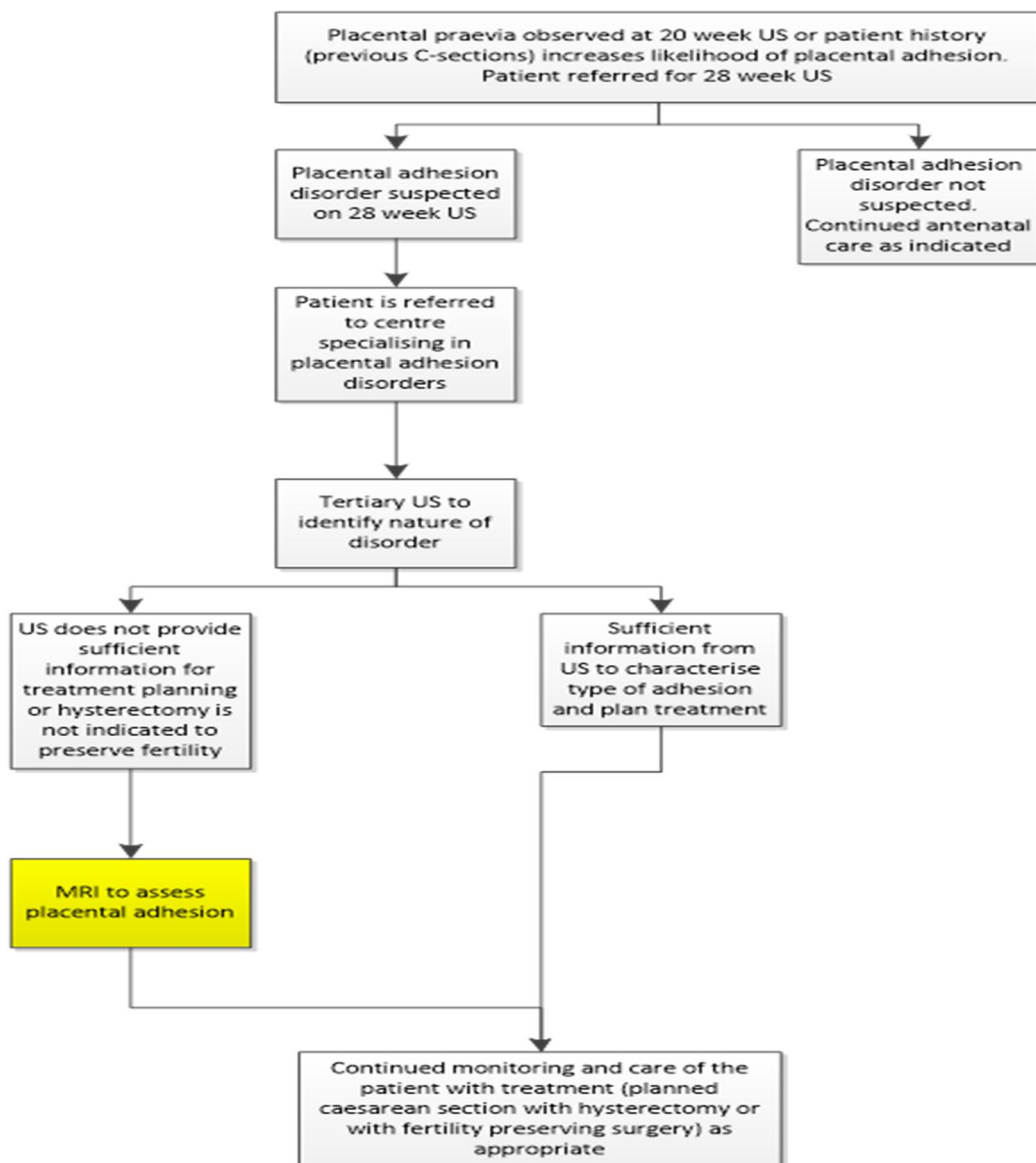 Placental praevia observed at 20 week US or patient history
(previous C-sections) increases likelihood of placental adhesion.
Patient referred for 28 week US
Placental adhesion
disorder suspected
on 28 week US
Placental adhesion
disorder not
suspected.
Continued antenatal
care as indicated
Patient is referred
to centre
specialising in
placental adhesion
disorders
Tertiary US to
identify nature of
disorder
US does not provide
sufficient
information for
treatment planning
or hysterectomy is
not indicated to
preserve fertility
Sufficient
information from
US to characterise
type of adhesion
and plan treatment
MRI to assess
placental adhesion
Continued monitoring and care of the
patient with treatment (planned
caesarean section with hysterectomy or
with fertility preserving surgery) as
appropriate